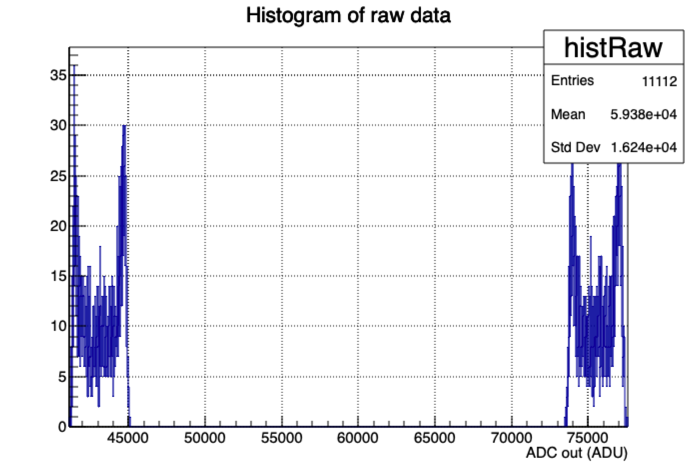 Histogram of raw data
histRaw
Entries 11112
Mean 5.938e+04
Std Dev 1.624e+04
35
30
25
20
15
10
5
0
45000 50000 55000 60000 65000 70000 75000
ADC out (ADU)